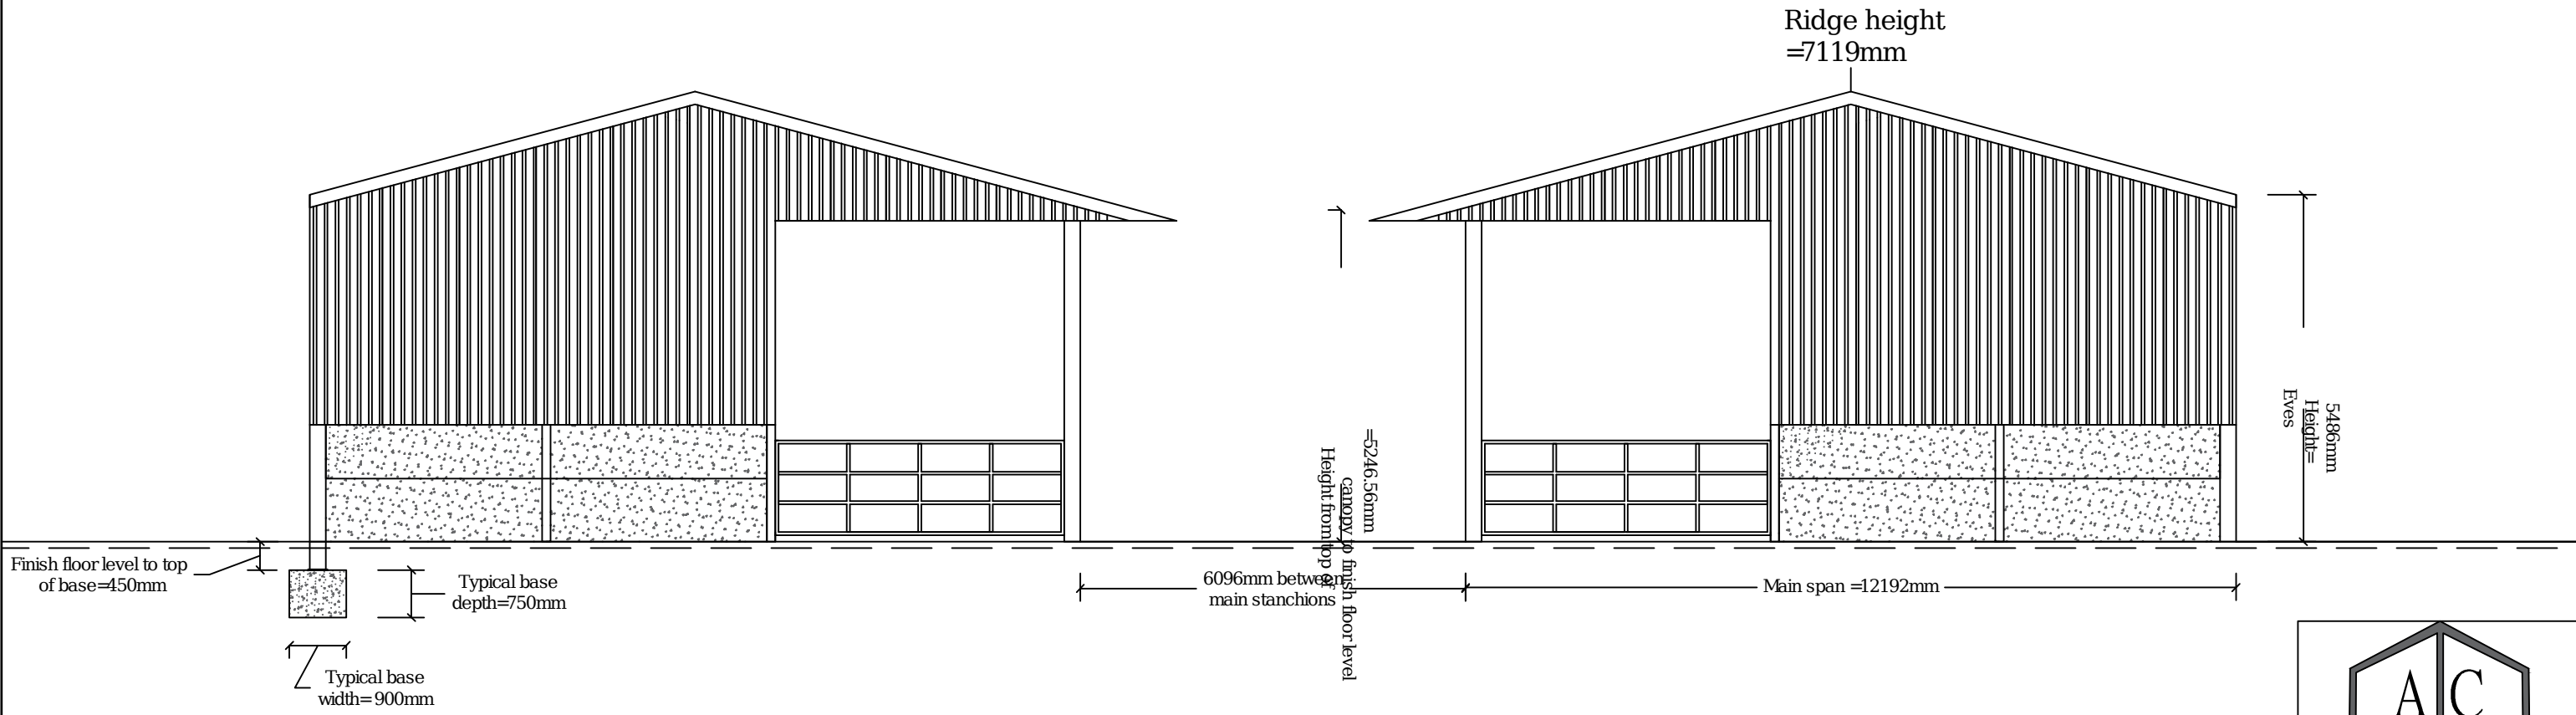 Ridge height
=7119mm
Height from top of
canopy to finish floor level
=5246.56mm
Eves
Height=
5486mm
Finish floor level to top
of base=450mm
Typical base
depth=750mm
Typical base
width= 900mm
6096mm between
main stanchions
Main span =12192mm
A C